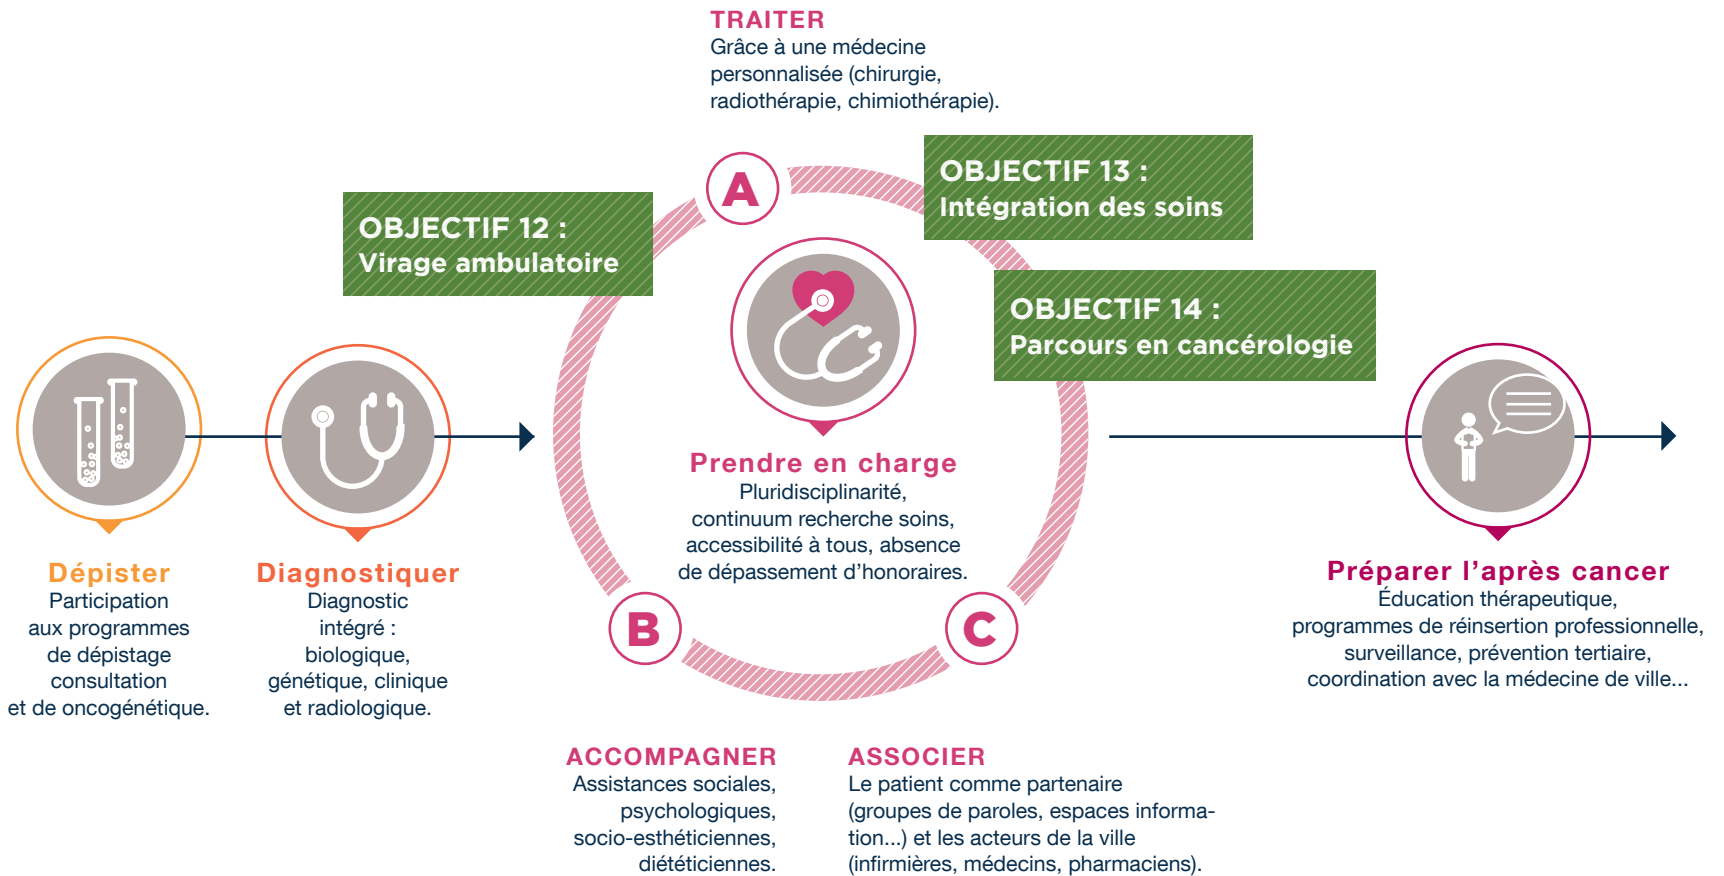 TRAITER
Grâce à une médecine
personnalisée (chirurgie,
radiothérapie, chimiothérapie).
A
OBJECTIF 12 :
Virage ambulatoire
OBJECTIF 13 :
Intégration des soins
OBJECTIF 14 :
Parcours en cancérologie
Dépister
Participation
aux programmes
de dépistage
consultation
et de oncogénétique.
Diagnostiquer
Diagnostic
intégré :
biologique,
génétique, clinique
et radiologique.
Prendre en charge
Pluridisciplinarité,
continuum recherche soins,
accessibilité à tous, absence
de dépassement d’honoraires.
B
C
Préparer l’après cancer
Éducation thérapeutique,
programmes de réinsertion professionnelle,
surveillance, prévention tertiaire,
coordination avec la médecine de ville...
ACCOMPAGNER
Assistances sociales,
psychologiques,
socio-esthéticiennes,
diététiciennes.
ASSOCIER
Le patient comme partenaire
(groupes de paroles, espaces informa-
tion...) et les acteurs de la ville
(infirmières, médecins, pharmaciens).